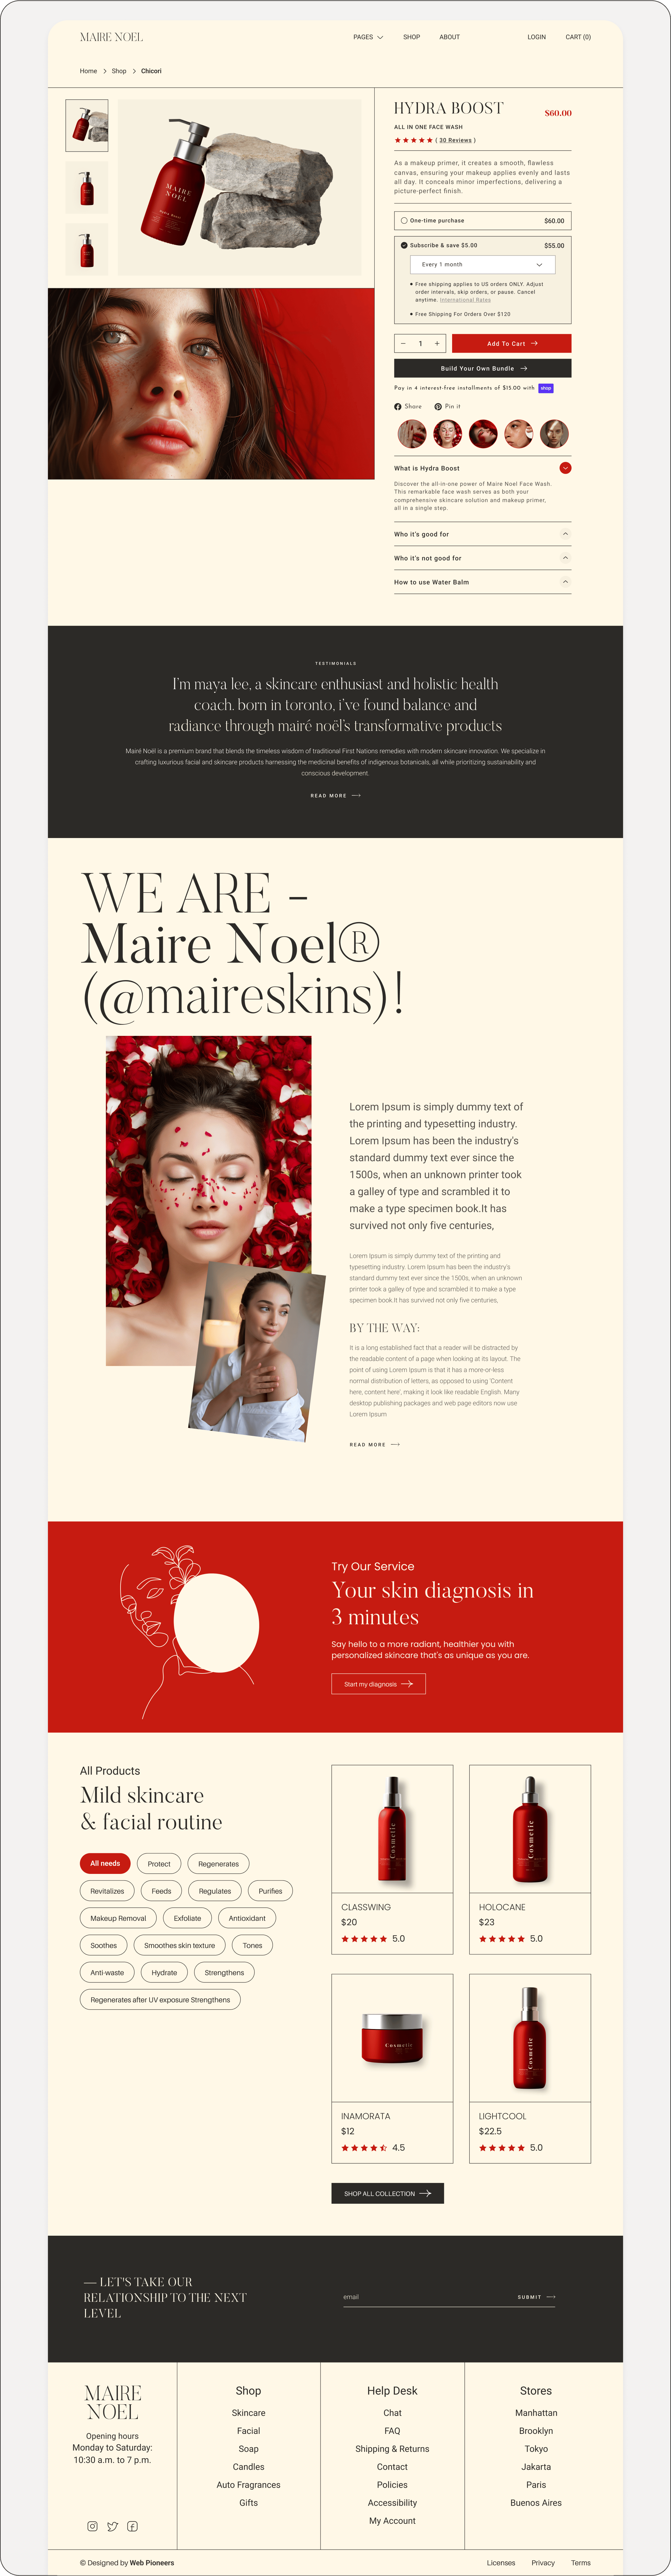 MAIRE NOEL
PAGES
SHOP
ABOUT
LOGIN
CART (0)
Home > Shop > Chicori
HYDRA BOOST
$60.00
ALL IN ONE FACE WASH
( 30 Reviews )
As a makeup primer, it creates a smooth, flawless
canvas, ensuring your makeup applies evenly and lasts
all day. It conceals minor imperfections, delivering a
picture-perfect finish.
MAIRE
NOEL
Hydra Boost
One-time purchase
$60.00
Subscribe & save $5.00
$55.00
Every 1 month
Free shipping applies to US orders ONLY. Adjust
order intervals, skip orders, or pause. Cancel
anytime. International Rates
Free Shipping For Orders Over $120
− 1 +
Add To Cart
Build Your Own Bundle
Pay in 4 interest-free installments of $15.00 with shop
Share
Pin it
What is Hydra Boost
Discover the all-in-one power of Maire Noel Face Wash.
This remarkable face wash serves as both your
comprehensive skincare solution and makeup primer,
all in a single step.
Who it's good for
Who it's not good for
How to use Water Balm
TESTIMONIALS
I'm maya lee, a skincare enthusiast and holistic health
coach. born in toronto, i've found balance and
radiance through mairé noël's transformative products
Mairé Noël is a premium brand that blends the timeless wisdom of traditional First Nations remedies with modern skincare innovation. We specialize in
crafting luxurious facial and skincare products harnessing the medicinal benefits of indigenous botanicals, all while prioritizing sustainability and
conscious development.
READ MORE
WE ARE -
Maire Noel®
(@maireskins)!
Lorem Ipsum is simply dummy text of
the printing and typesetting industry.
Lorem Ipsum has been the industry's
standard dummy text ever since the
1500s, when an unknown printer took
a galley of type and scrambled it to
make a type specimen book.It has
survived not only five centuries,
Lorem Ipsum is simply dummy text of the printing and
typesetting industry. Lorem Ipsum has been the industry's
standard dummy text ever since the 1500s, when an unknown
printer took a galley of type and scrambled it to make a type
specimen book.It has survived not only five centuries,
BY THE WAY:
It is a long established fact that a reader will be distracted by
the readable content of a page when looking at its layout. The
point of using Lorem Ipsum is that it has a more-or-less
normal distribution of letters, as opposed to using 'Content
here, content here', making it look like readable English. Many
desktop publishing packages and web page editors now use
Lorem Ipsum
READ MORE
Try Our Service
Your skin diagnosis in
3 minutes
Say hello to a more radiant, healthier you with
personalized skincare that's as unique as you are.
Start my diagnosis
All Products
Mild skincare
& facial routine
All needs
Protect
Regenerates
Revitalizes
Feeds
Regulates
Purifies
Makeup Removal
Exfoliate
Antioxidant
Soothes
Smoothes skin texture
Tones
Anti-waste
Hydrate
Strengthens
Regenerates after UV exposure Strengthens
Cosmetic
CLASSWING
$20
5.0
Cosmetic
HOLOCANE
$23
5.0
Cosmetic
INAMORATA
$12
4.5
Cosmetic
LIGHTCOOL
$22.5
5.0
SHOP ALL COLLECTION
— LET'S TAKE OUR
RELATIONSHIP TO THE NEXT
LEVEL
email
SUBMIT
MAIRE
NOEL
Opening hours
Monday to Saturday:
10:30 a.m. to 7 p.m.
Shop
Skincare
Facial
Soap
Candles
Auto Fragrances
Gifts
Help Desk
Chat
FAQ
Shipping & Returns
Contact
Policies
Accessibility
My Account
Stores
Manhattan
Brooklyn
Tokyo
Jakarta
Paris
Buenos Aires
© Designed by Web Pioneers
Licenses
Privacy
Terms